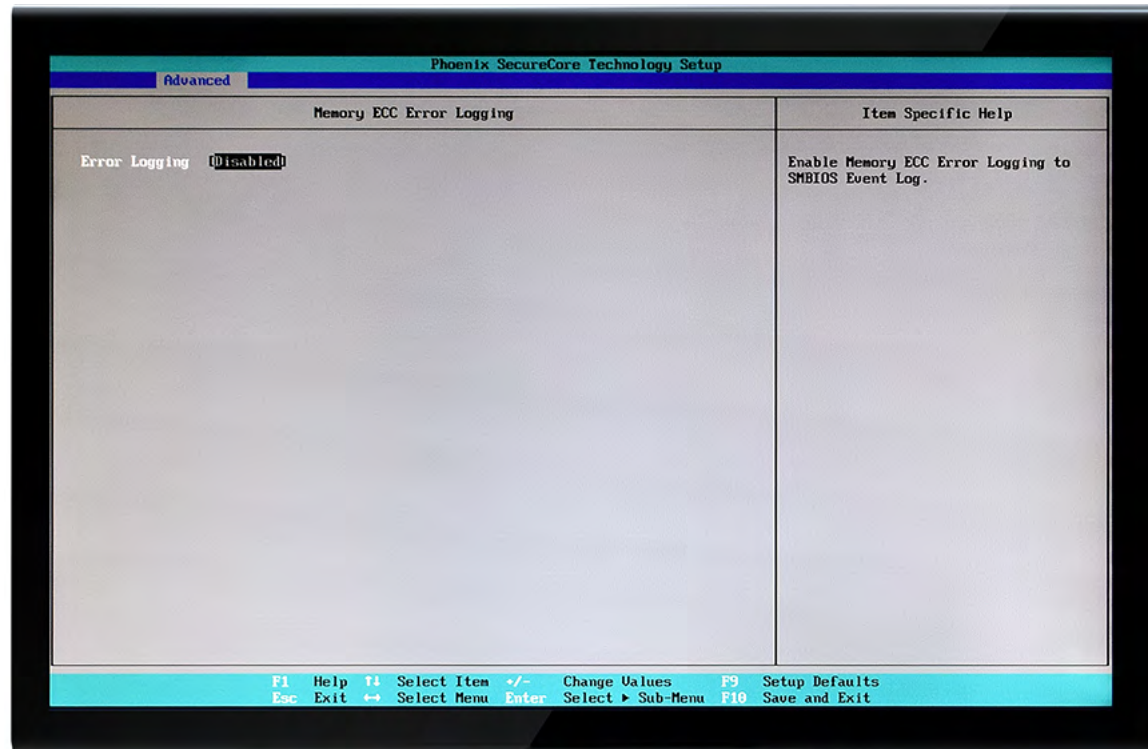 Phoenix SecureCore Technology Setup
Advanced
Memory ECC Error Logging
Item Specific Help
Error Logging [Disabled]
Enable Memory ECC Error Logging to
SMBIOS Event Log.
F1 Help ↑↓ Select Item +/- Change Values F9 Setup Defaults
Esc Exit ↔ Select Menu Enter Select ▶ Sub-Menu F10 Save and Exit